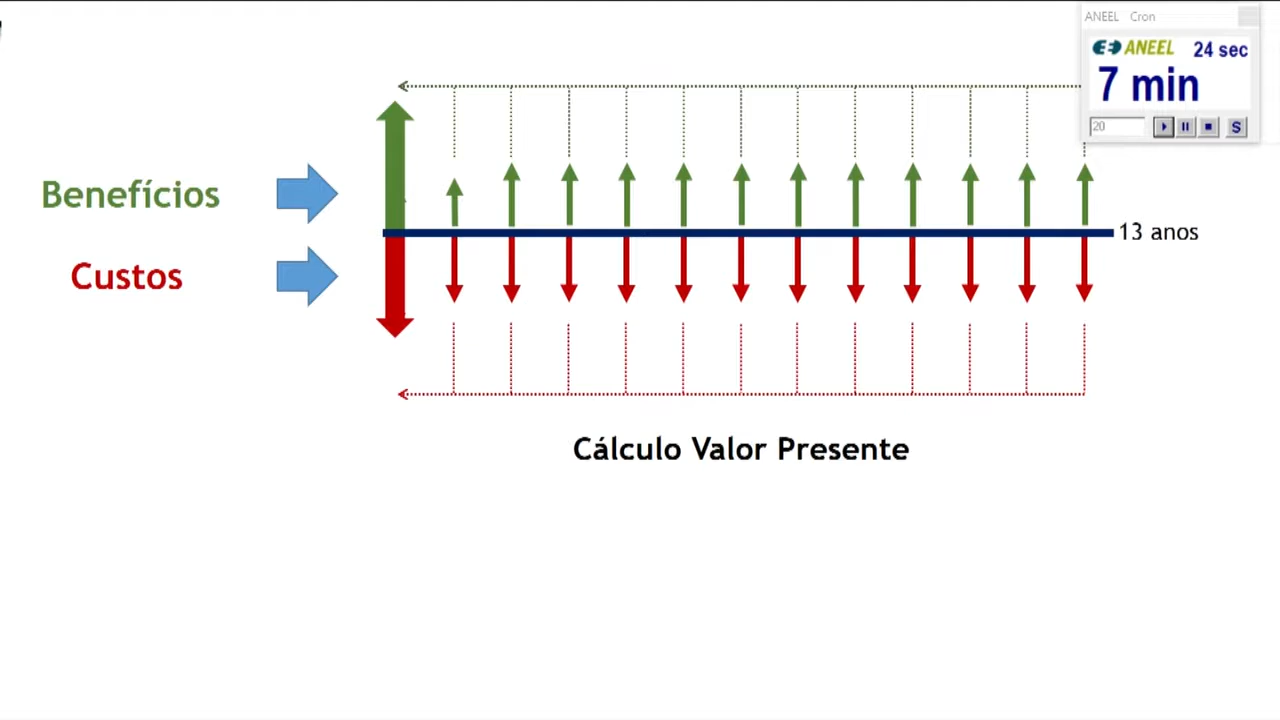 ANEEL Cron
ANEEL 24 sec
7 min
20
S
Benefícios
13 anos
Custos
Cálculo Valor Presente